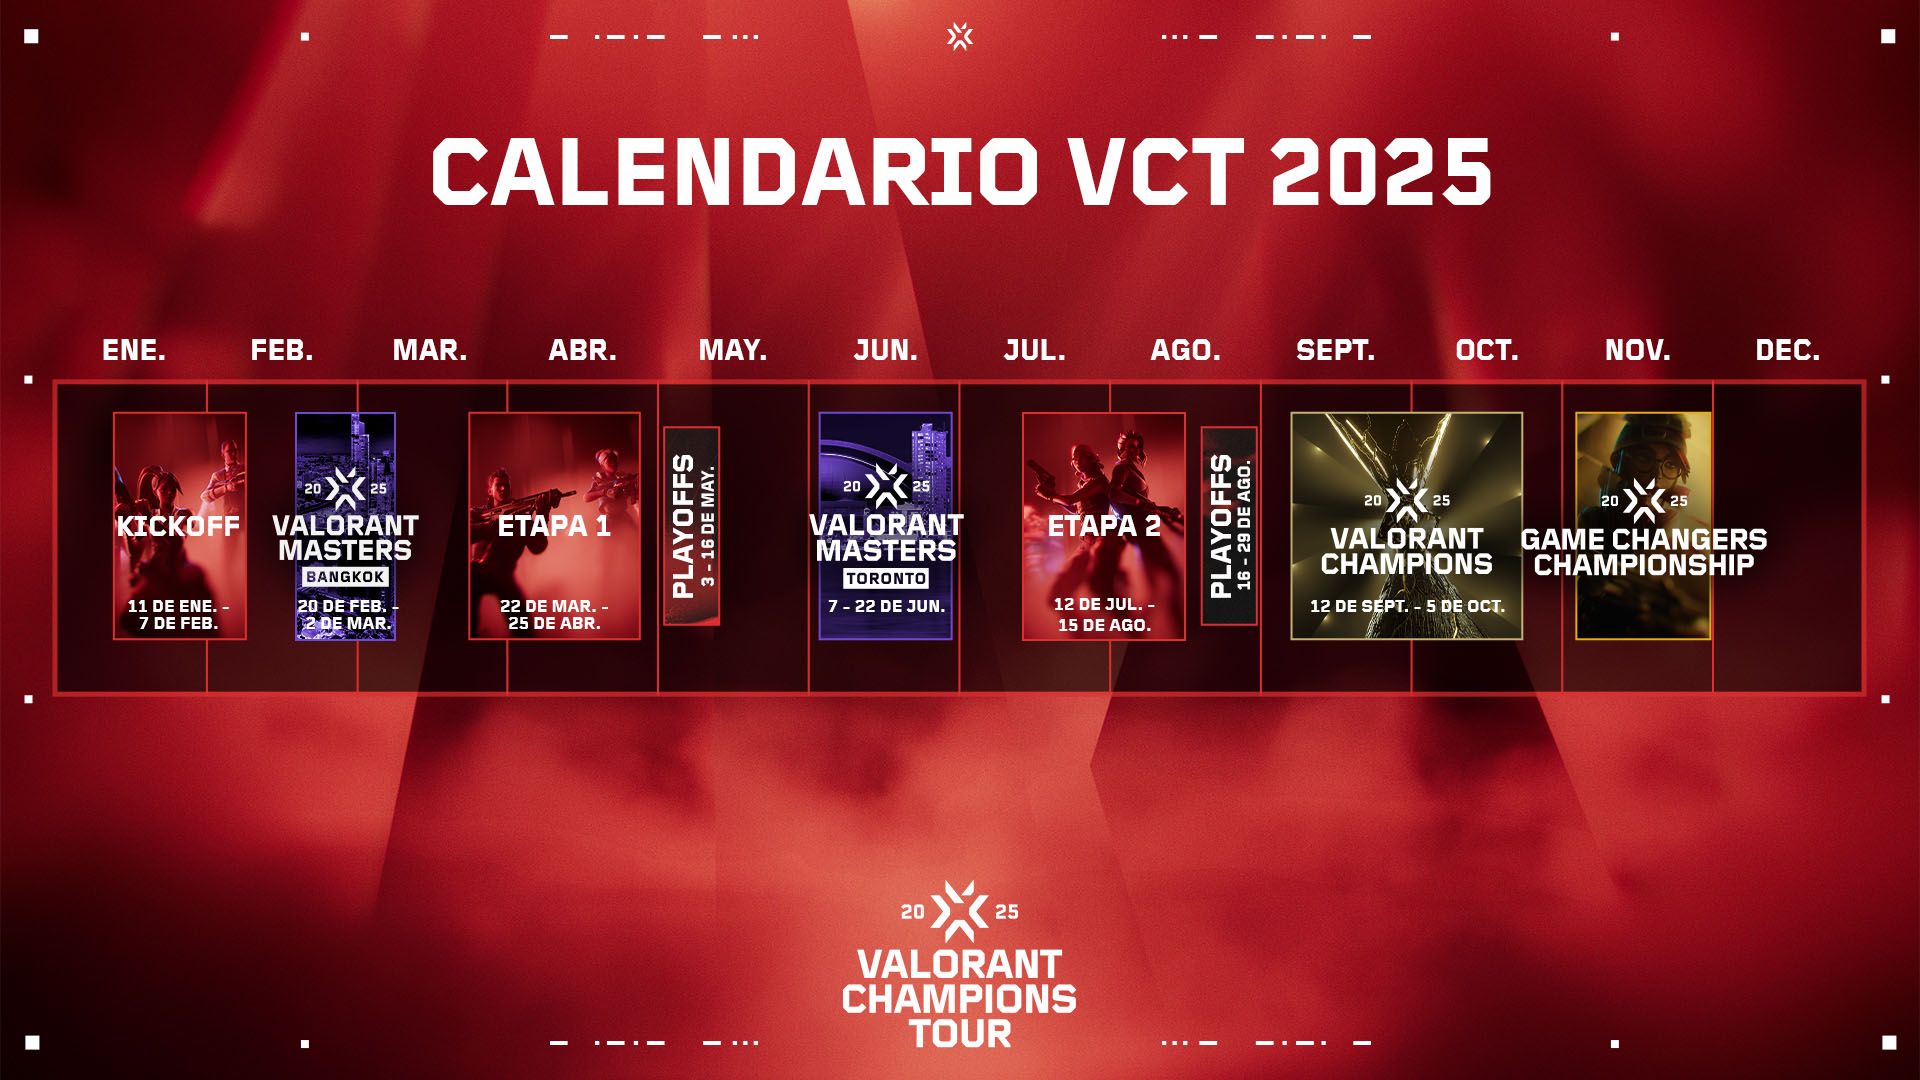 CALENDARIO VCT 2025
ENE. FEB. MAR. ABR. MAY. JUN. JUL. AGO. SEPT. OCT. NOV. DEC.
KICKOFF
11 DE ENE. -
7 DE FEB.
20 25
VALORANT
MASTERS
BANGKOK
20 DE FEB. -
2 DE MAR.
ETAPA 1
22 DE MAR. -
25 DE ABR.
PLAYOFFS
3 - 16 DE MAY.
20 25
VALORANT
MASTERS
TORONTO
7 - 22 DE JUN.
ETAPA 2
12 DE JUL. -
15 DE AGO.
PLAYOFFS
16 - 29 DE AGO.
20 25
VALORANT
CHAMPIONS
12 DE SEPT. - 5 DE OCT.
20 25
GAME CHANGERS
CHAMPIONSHIP
20 25
VALORANT
CHAMPIONS
TOUR